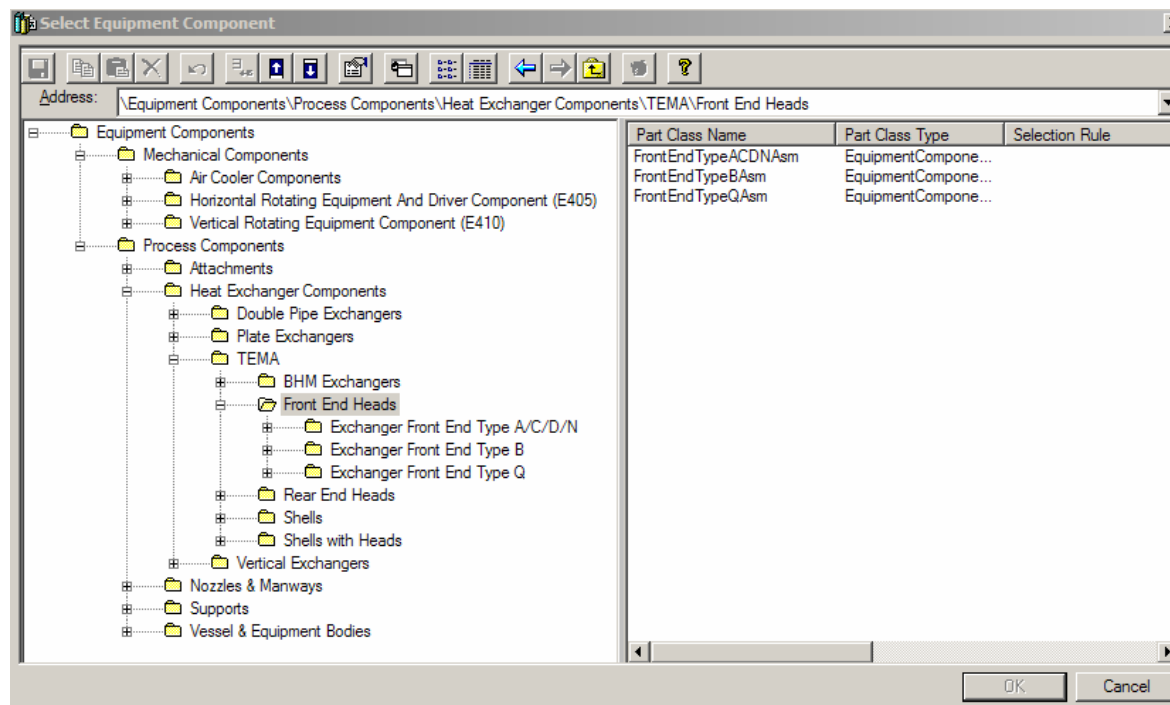 Select Equipment Component
Address: \Equipment Components\Process Components\Heat Exchanger Components\TEMA\Front End Heads
Equipment Components
Mechanical Components
Air Cooler Components
Horizontal Rotating Equipment And Driver Component (E405)
Vertical Rotating Equipment Component (E410)
Process Components
Attachments
Heat Exchanger Components
Double Pipe Exchangers
Plate Exchangers
TEMA
BHM Exchangers
Front End Heads
Exchanger Front End Type A/C/D/N
Exchanger Front End Type B
Exchanger Front End Type Q
Rear End Heads
Shells
Shells with Heads
Vertical Exchangers
Nozzles & Manways
Supports
Vessel & Equipment Bodies
Part Class Name Part Class Type Selection Rule
FrontEndTypeACDNAsm EquipmentCompone...
FrontEndTypeBAsm EquipmentCompone...
FrontEndTypeQAsm EquipmentCompone...
OK Cancel